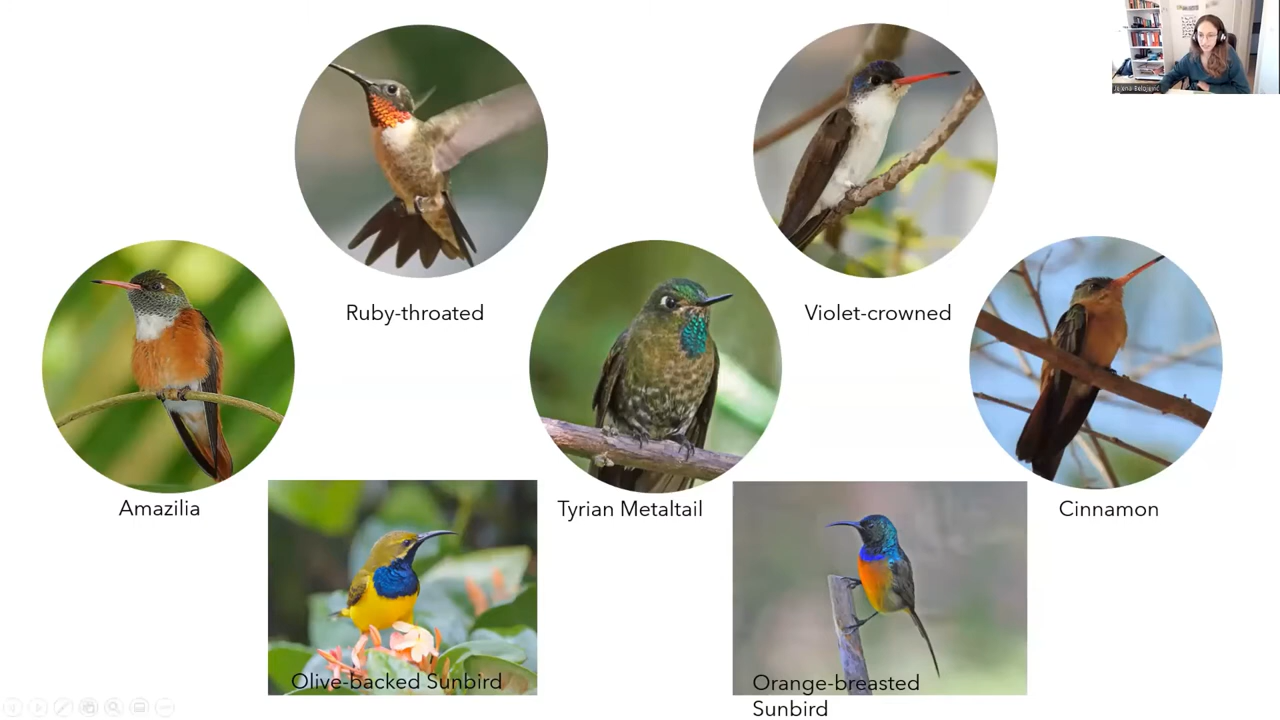 Ruby-throated
Violet-crowned
Amazilia
Tyrian Metaltail
Cinnamon
Olive-backed Sunbird
Orange-breasted
Sunbird